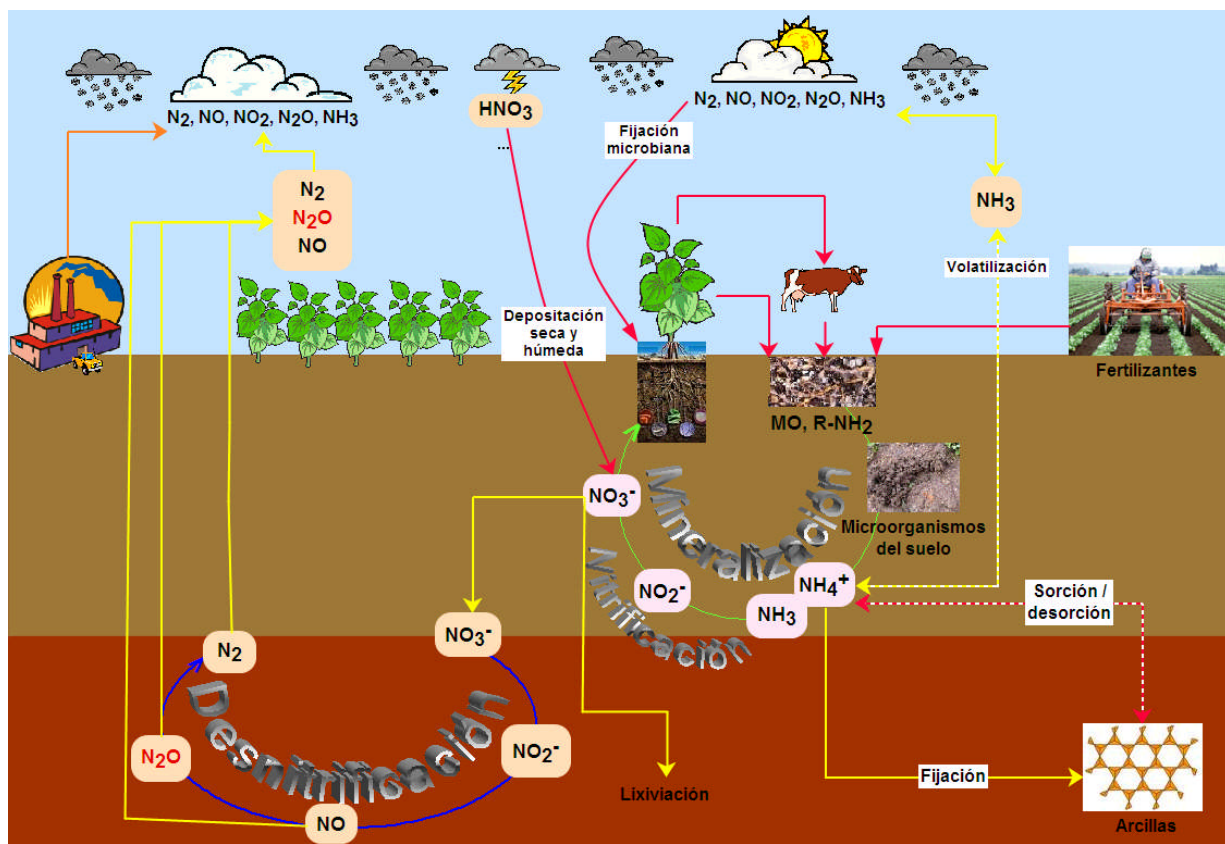 N2, NO, NO2, N2O, NH3
HNO3
...
N2, NO, NO2, N2O, NH3
Fijación
microbiana
N2
N2O
NO
NH3
Volatilización
Depositación
seca y
húmeda
Fertilizantes
MO, R-NH2
NO3-
Mineralización
Microorganismos
del suelo
NO2-
NH4+
NH3
Nitrificación
Sorción /
desorción
NO3-
N2
Desnitrificación
N2O
NO2-
NO
Lixiviación
Fijación
Arcillas